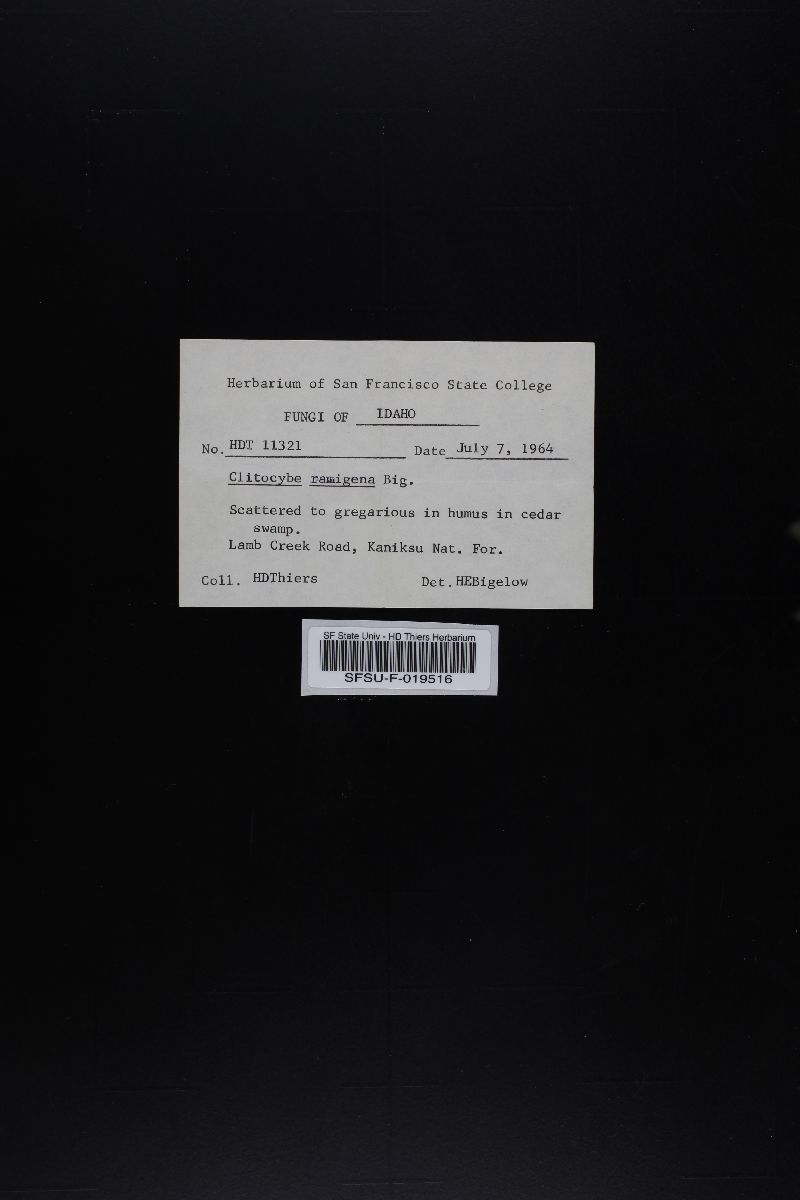 Herbarium of San Francisco State College
FUNGI OF IDAHO
No. HDT 11321 Date July 7, 1964
Clitocybe ramigena Big.
Scattered to gregarious in humus in cedar
swamp.
Lamb Creek Road, Kaniksu Nat. For.
Coll. HDThiers Det. HEBigelow
SF State Univ - HD Thiers Herbarium
SFSU-F-019516